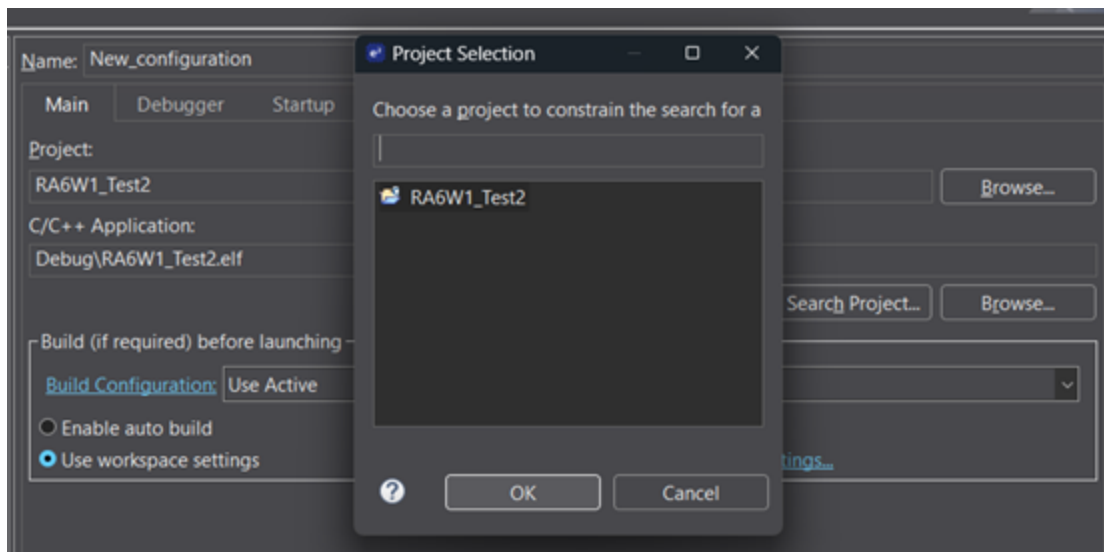 Name: New_configuration
Project Selection
Main Debugger Startup
Choose a project to constrain the search for a
Project:
RA6W1_Test2
Browse...
RA6W1_Test2
C/C++ Application:
Debug\RA6W1_Test2.elf
Search Project... Browse...
Build (if required) before launching
Build Configuration: Use Active
Enable auto build
Use workspace settings
tings...
? OK Cancel